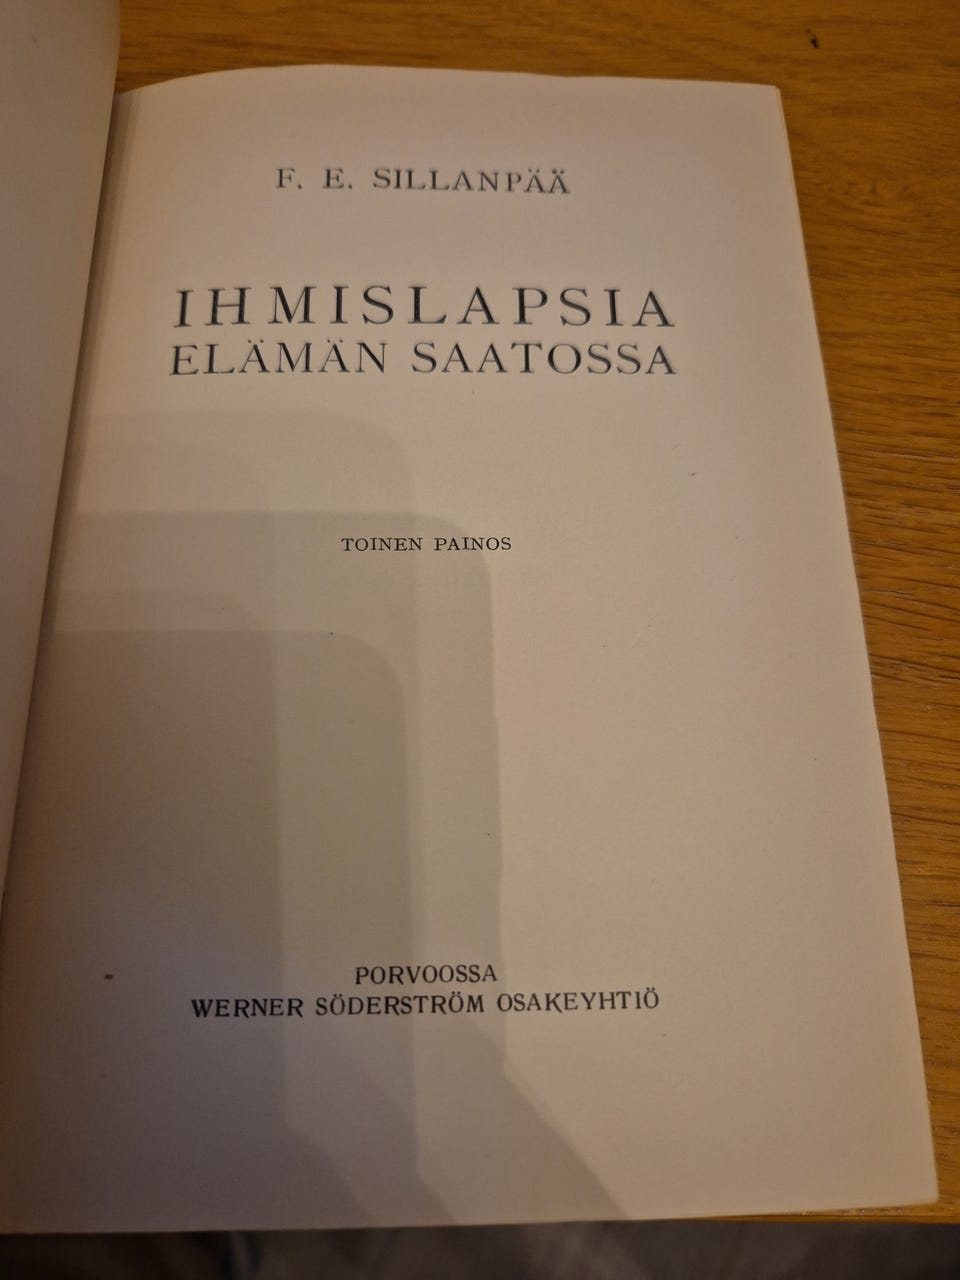 F. E. SILLANPÄÄ
IHMISLAPSIA
ELÄMÄN SAATOSSA
TOINEN PAINOS
PORVOOSSA
WERNER SÖDERSTRÖM OSAKEYHTIÖ